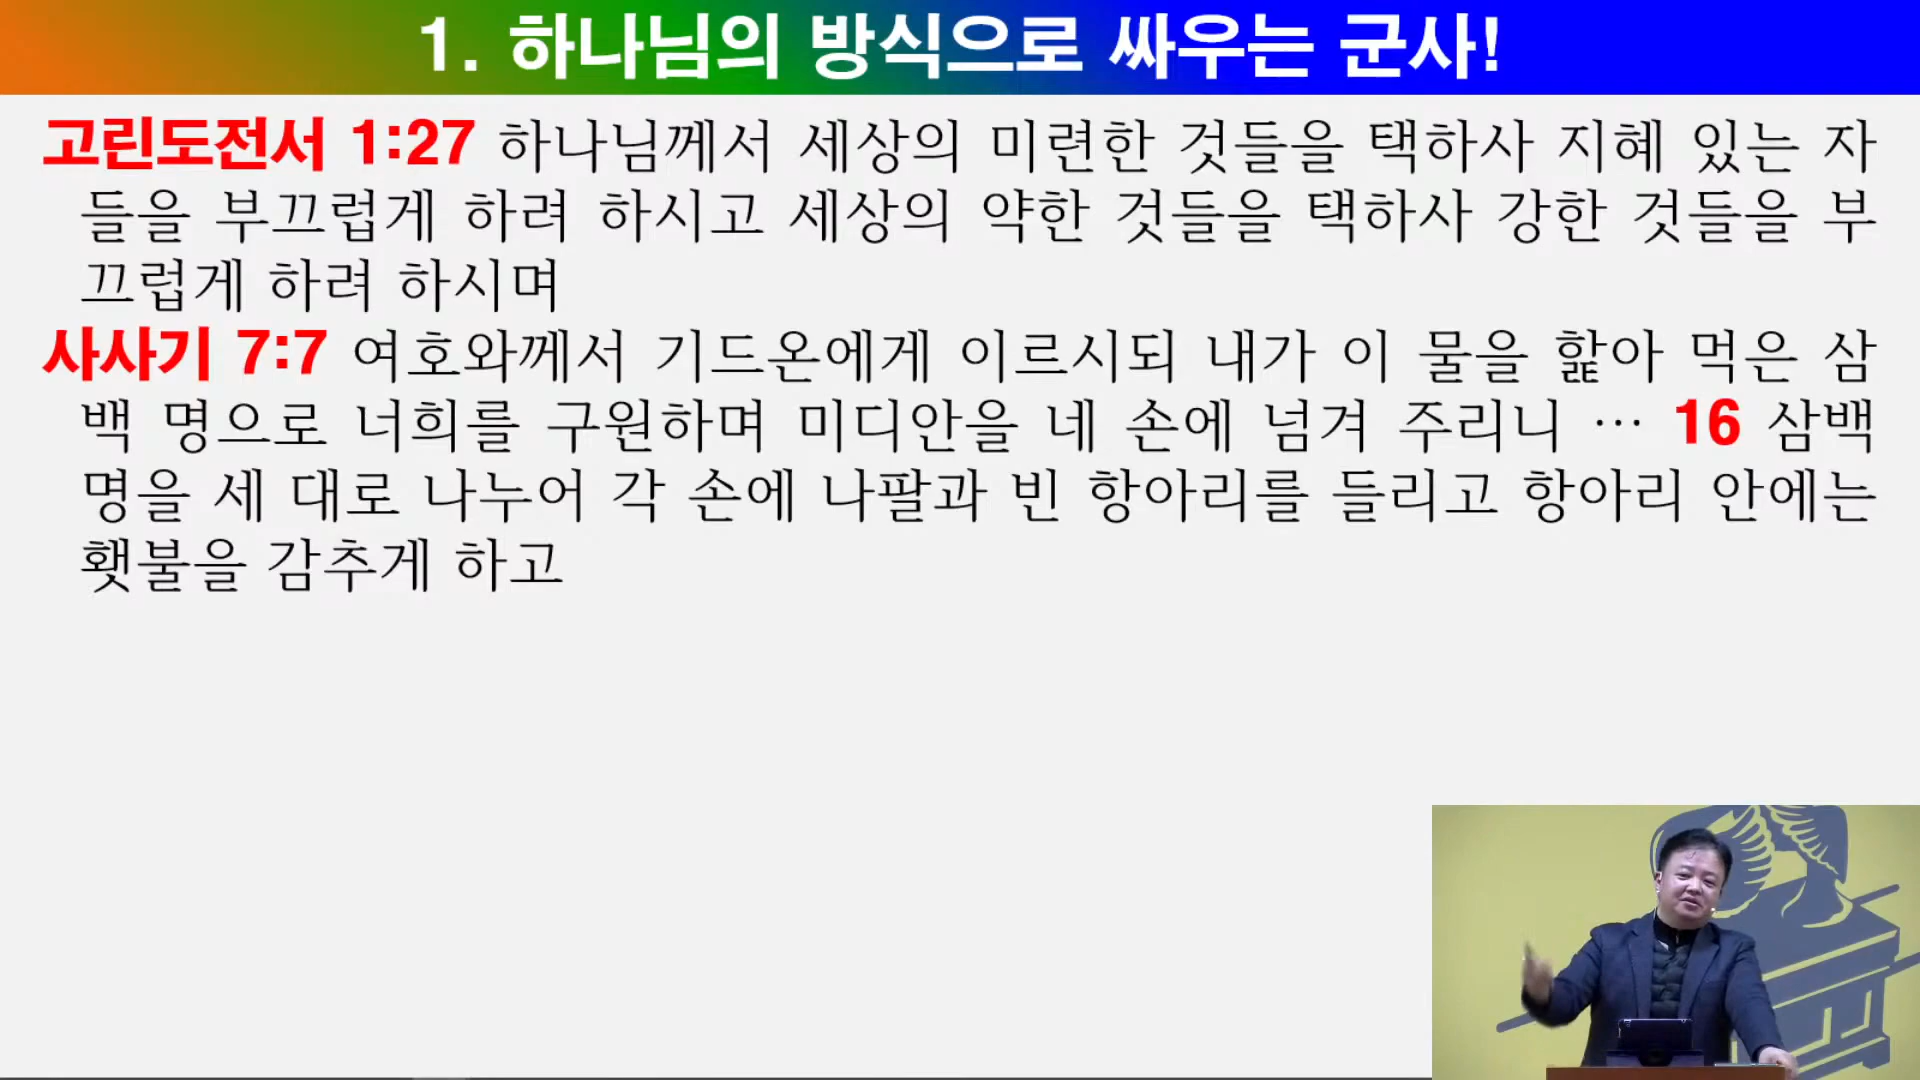 1. 하나님의 방식으로 싸우는 군사!
고린도전서 1:27 하나님께서 세상의 미련한 것들을 택하사 지혜 있는 자
들을 부끄럽게 하려 하시고 세상의 약한 것들을 택하사 강한 것들을 부
끄럽게 하려 하시며
사사기 7:7 여호와께서 기드온에게 이르시되 내가 이 물을 핥아 먹은 삼
백 명으로 너희를 구원하며 미디안을 네 손에 넘겨 주리니 … 16 삼백
명을 세 대로 나누어 각 손에 나팔과 빈 항아리를 들리고 항아리 안에는
횃불을 감추게 하고